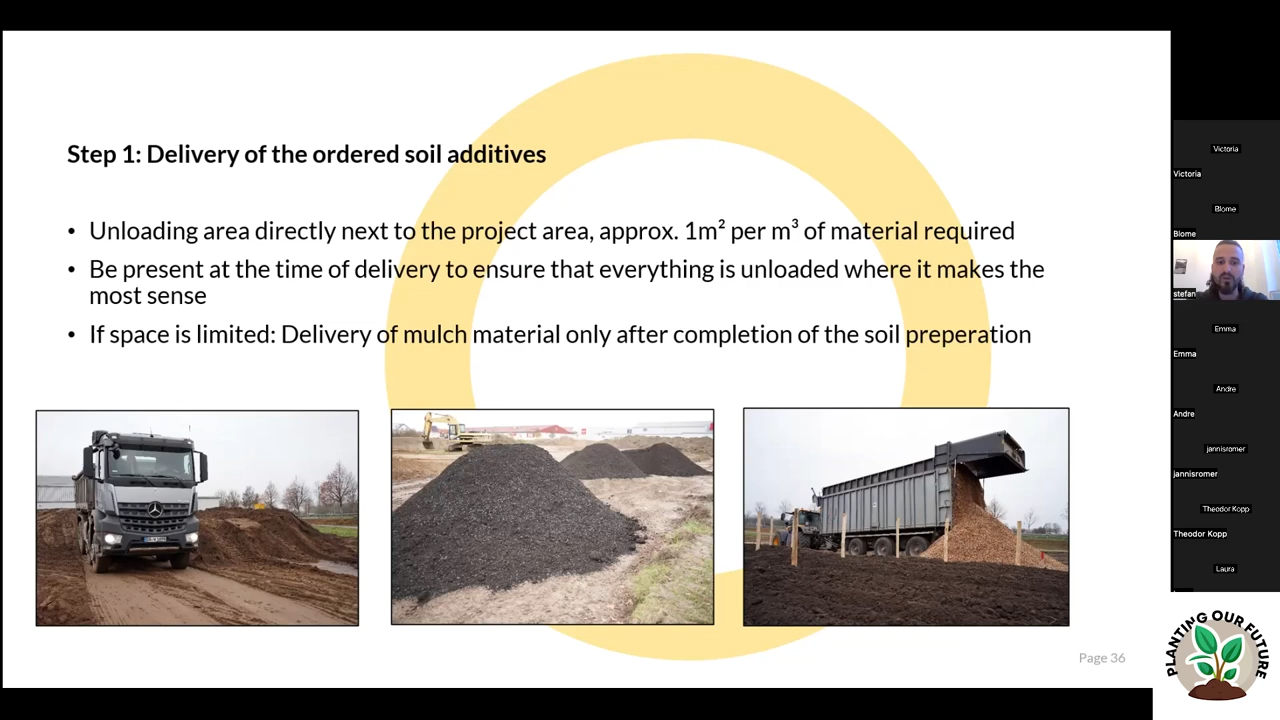 Step 1: Delivery of the ordered soil additives
• Unloading area directly next to the project area, approx. 1m² per m³ of material required
• Be present at the time of delivery to ensure that everything is unloaded where it makes the
most sense
• If space is limited: Delivery of mulch material only after completion of the soil preperation
Page 36
Victoria
Victoria
Blome
Blome
stefan
Emma
Emma
Andre
Andre
jannisromer
jannisromer
Theodor Kopp
Theodor Kopp
Laura
PLANTING OUR FUTURE